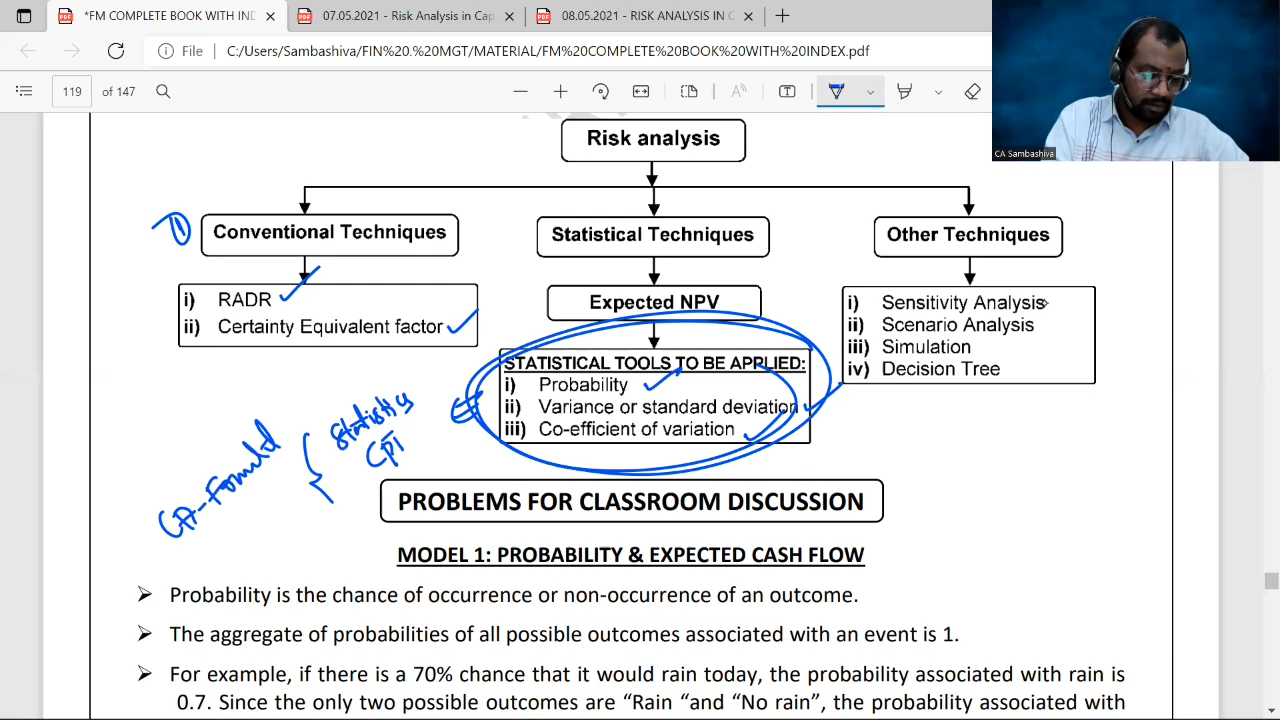 *FM COMPLETE BOOK WITH IND
07.05.2021 - Risk Analysis in Cap
08.05.2021 - RISK ANALYSIS IN C
File
C:/Users/Sambashiva/FIN%20.%20MGT/MATERIAL/FM%20COMPLETE%20BOOK%20WITH%20INDEX.pdf
119 of 147
CA Sambashiva
Risk analysis
Conventional Techniques
Statistical Techniques
Other Techniques
i) RADR
ii) Certainty Equivalent factor
Expected NPV
i) Sensitivity Analysis
ii) Scenario Analysis
iii) Simulation
iv) Decision Tree
STATISTICAL TOOLS TO BE APPLIED:
i) Probability
ii) Variance or standard deviation
iii) Co-efficient of variation
Statistics
CPT
PROBLEMS FOR CLASSROOM DISCUSSION
MODEL 1: PROBABILITY & EXPECTED CASH FLOW
➢ Probability is the chance of occurrence or non-occurrence of an outcome.
➢ The aggregate of probabilities of all possible outcomes associated with an event is 1.
➢ For example, if there is a 70% chance that it would rain today, the probability associated with rain is
0.7. Since the only two possible outcomes are “Rain “and “No rain”, the probability associated with